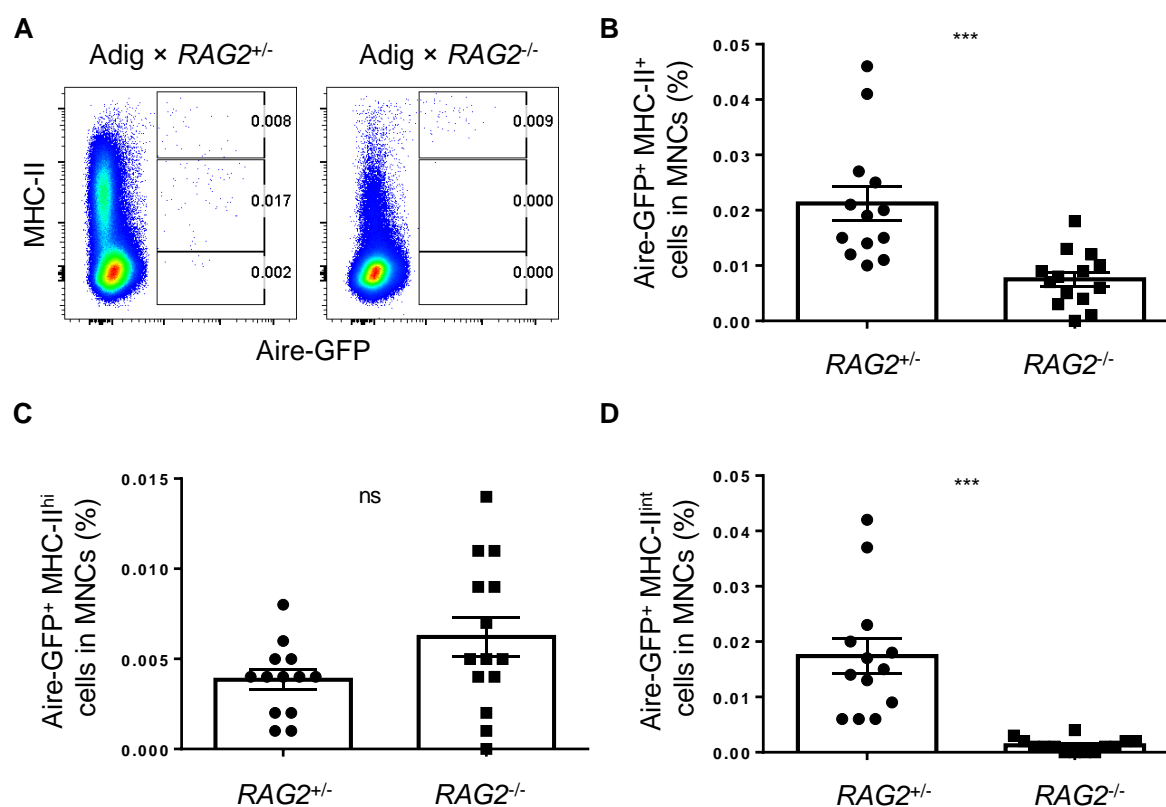 A
Adig × RAG2+/-
Adig × RAG2-/-
MHC-II
0.008
0.017
0.002
0.009
0.000
0.000
Aire-GFP
B
Aire-GFP+ MHC-II+
cells in MNCs (%)
0.05
0.04
0.03
0.02
0.01
0.00
***
RAG2+/-
RAG2-/-
C
Aire-GFP+ MHC-IIhi
cells in MNCs (%)
0.015
0.010
0.005
0.000
ns
RAG2+/-
RAG2-/-
D
Aire-GFP+ MHC-IIint
cells in MNCs (%)
0.05
0.04
0.03
0.02
0.01
0.00
***
RAG2+/-
RAG2-/-